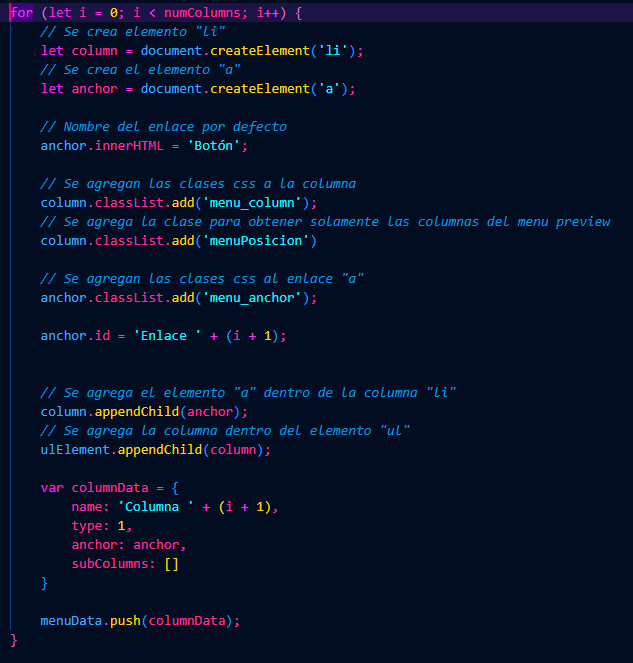 for (let i = 0; i < numColumns; i++) {
    // Se crea elemento "li"
    let column = document.createElement('li');
    // Se crea el elemento "a"
    let anchor = document.createElement('a');

    // Nombre del enlace por defecto
    anchor.innerHTML = 'Botón';

    // Se agregan las clases css a la columna
    column.classList.add('menu_column');
    // Se agrega la clase para obtener solamente las columnas del menu preview
    column.classList.add('menuPosicion')

    // Se agregan las clases css al enlace "a"
    anchor.classList.add('menu_anchor');

    anchor.id = 'Enlace ' + (i + 1);


    // Se agrega el elemento "a" dentro de la columna "li"
    column.appendChild(anchor);
    // Se agrega la columna dentro del elemento "ul"
    ulElement.appendChild(column);

    var columnData = {
        name: 'Columna ' + (i + 1),
        type: 1,
        anchor: anchor,
        subColumns: []
    }

    menuData.push(columnData);
}